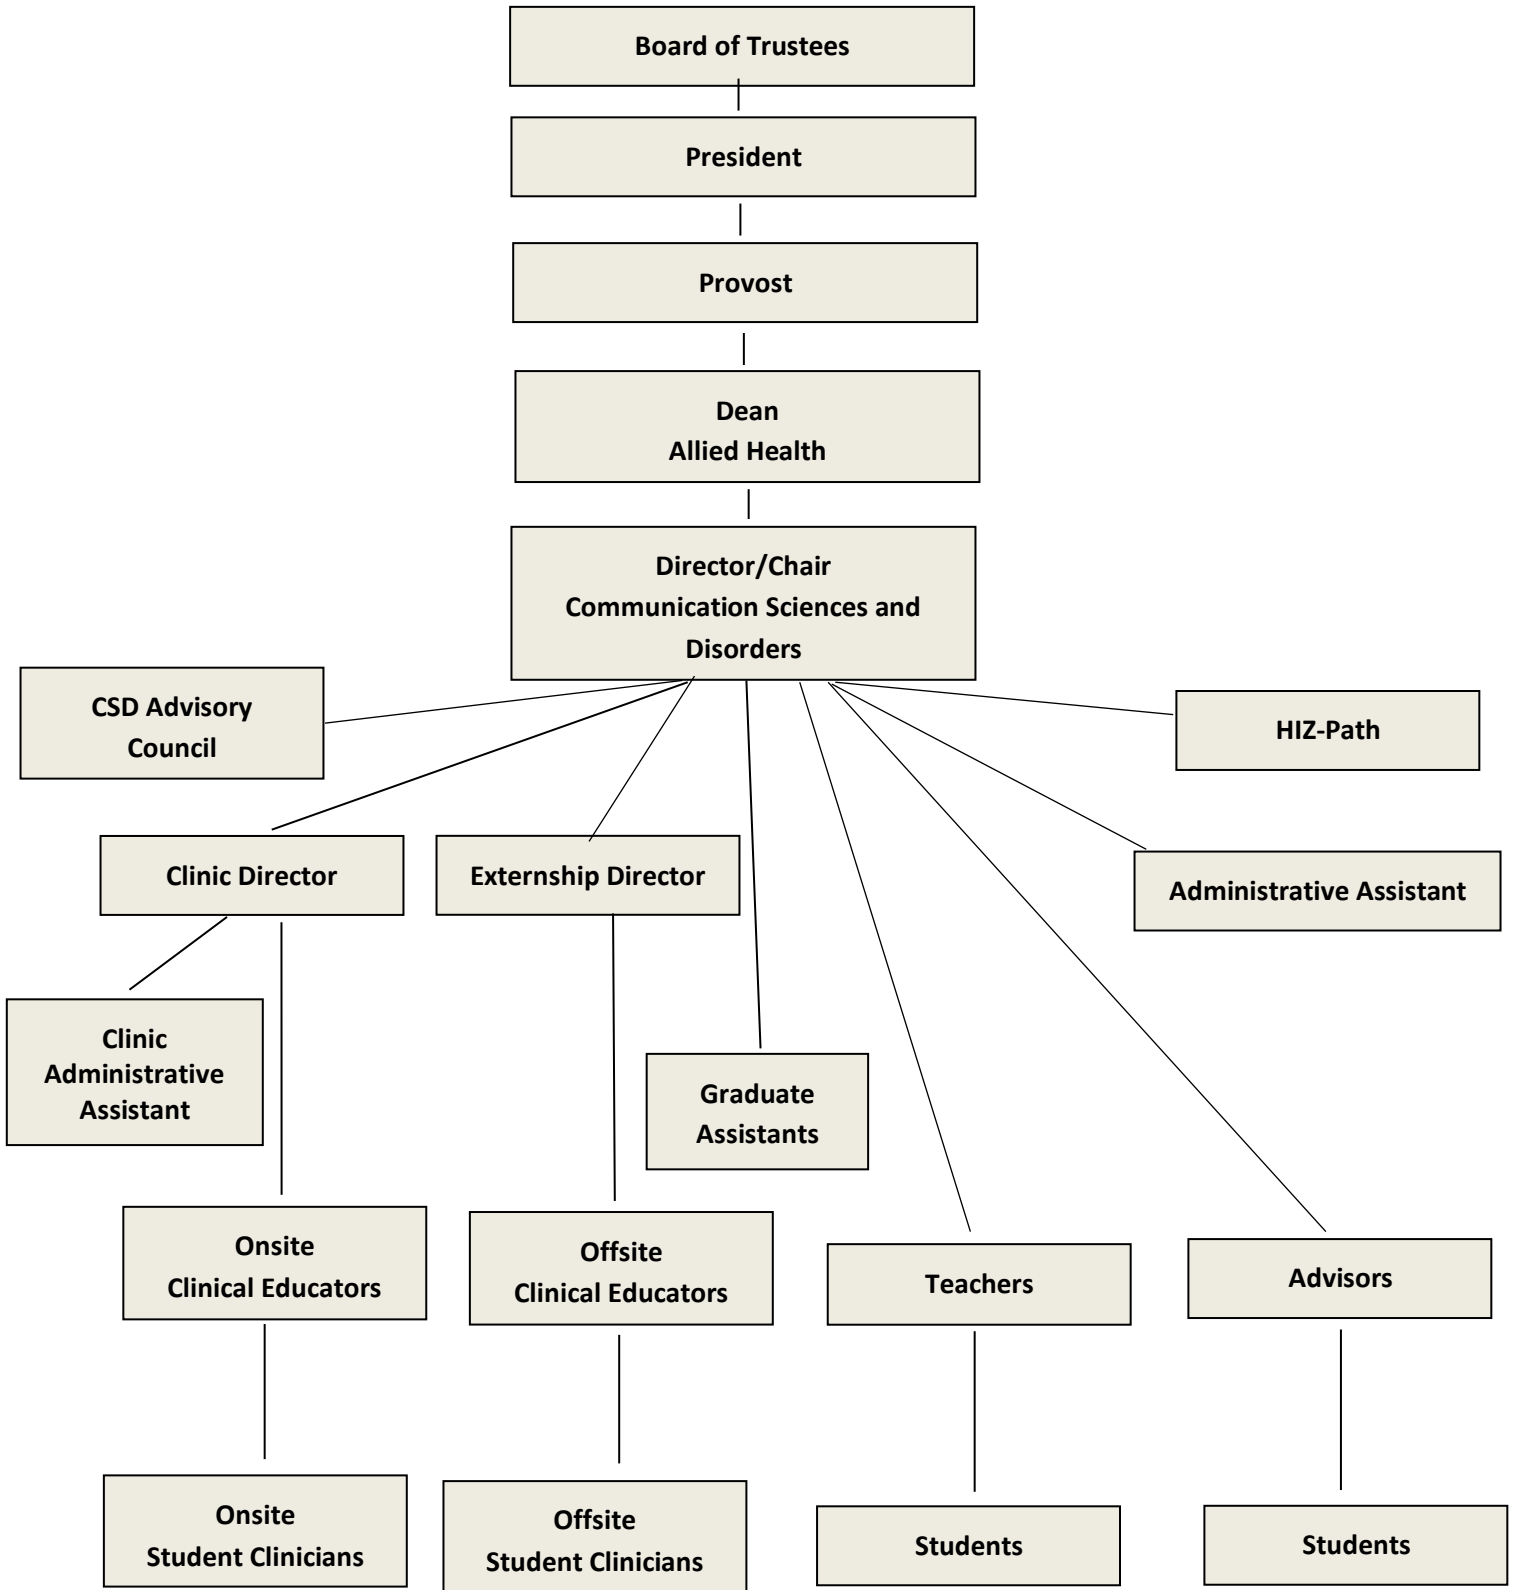 Board of Trustees
President
Provost
Dean
Allied Health
Director/Chair
Communication Sciences and
Disorders
CSD Advisory
Council
HIZ-Path
Clinic Director
Externship Director
Administrative Assistant
Clinic
Administrative
Assistant
Graduate
Assistants
Onsite
Clinical Educators
Offsite
Clinical Educators
Teachers
Advisors
Onsite
Student Clinicians
Offsite
Student Clinicians
Students
Students